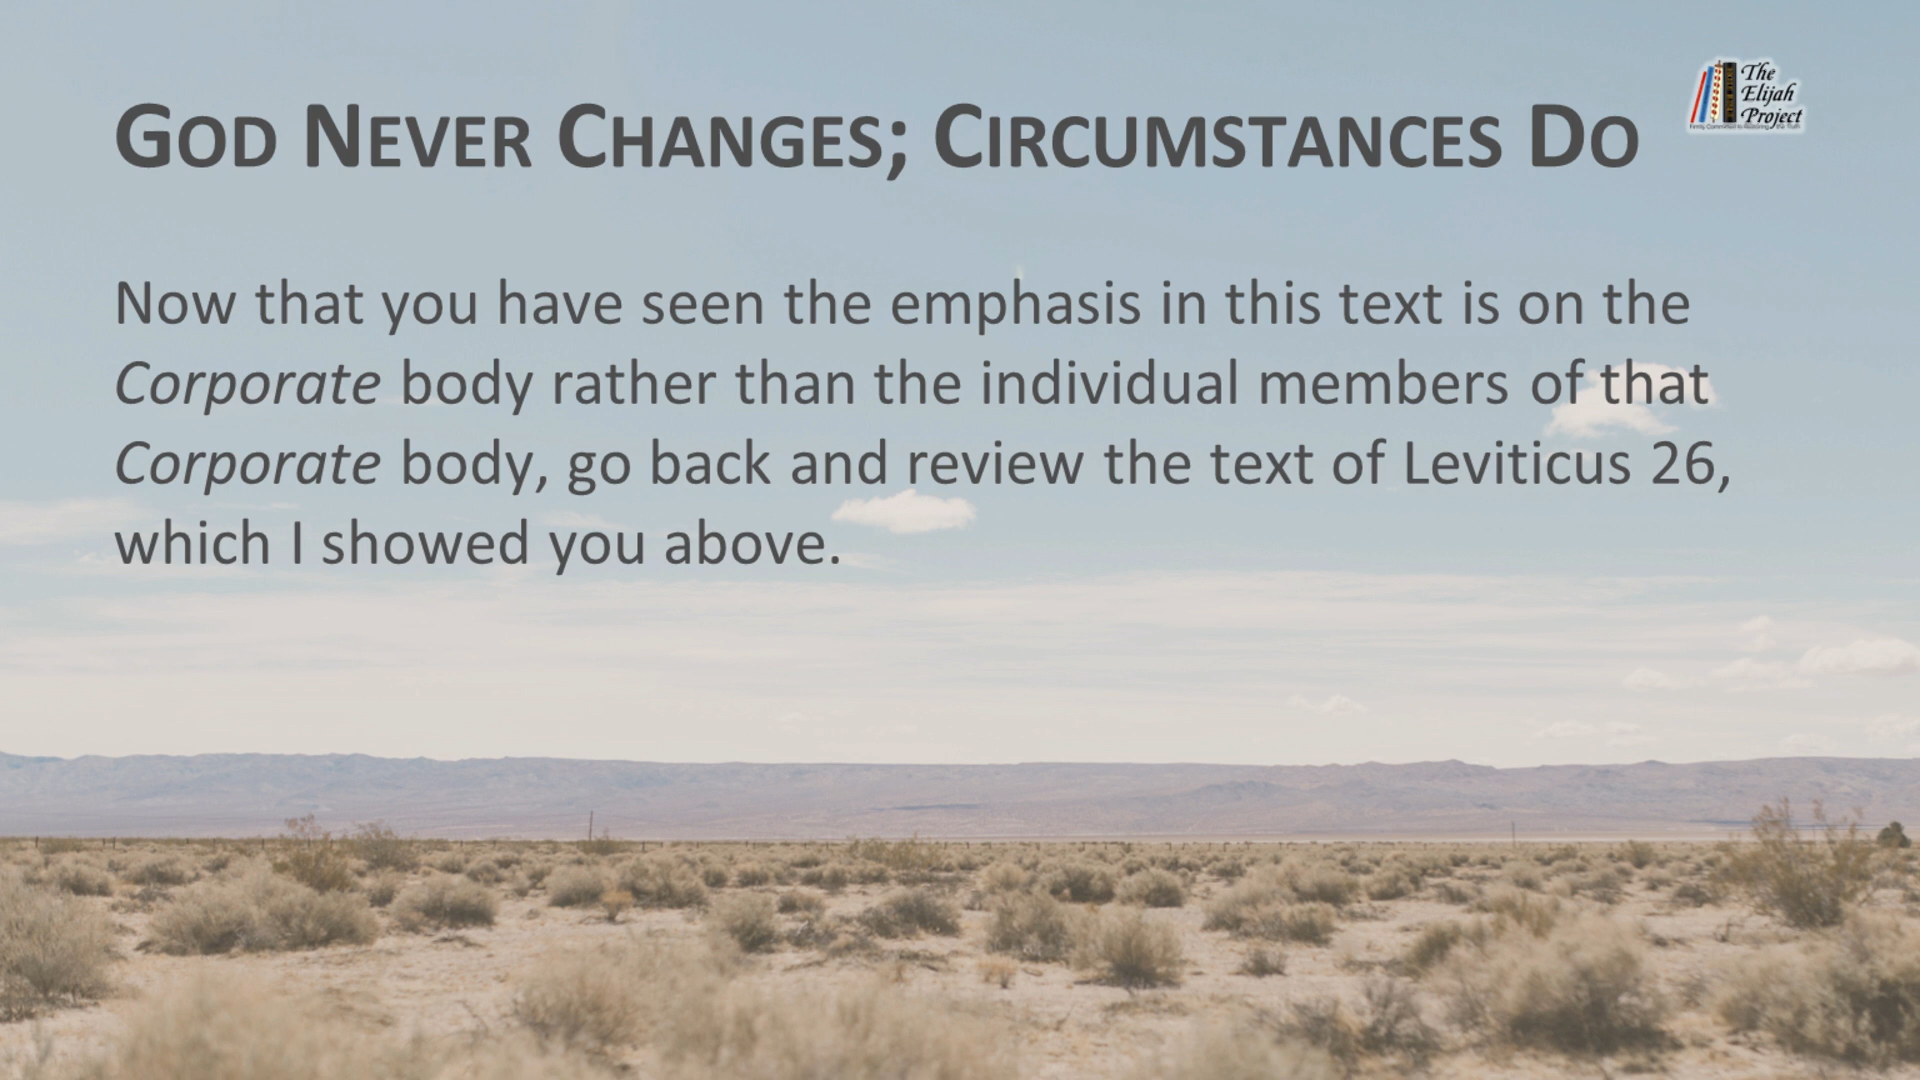 GOD NEVER CHANGES; CIRCUMSTANCES DO
The
Elijah
Project
Now that you have seen the emphasis in this text is on the
Corporate body rather than the individual members of that
Corporate body, go back and review the text of Leviticus 26,
which I showed you above.